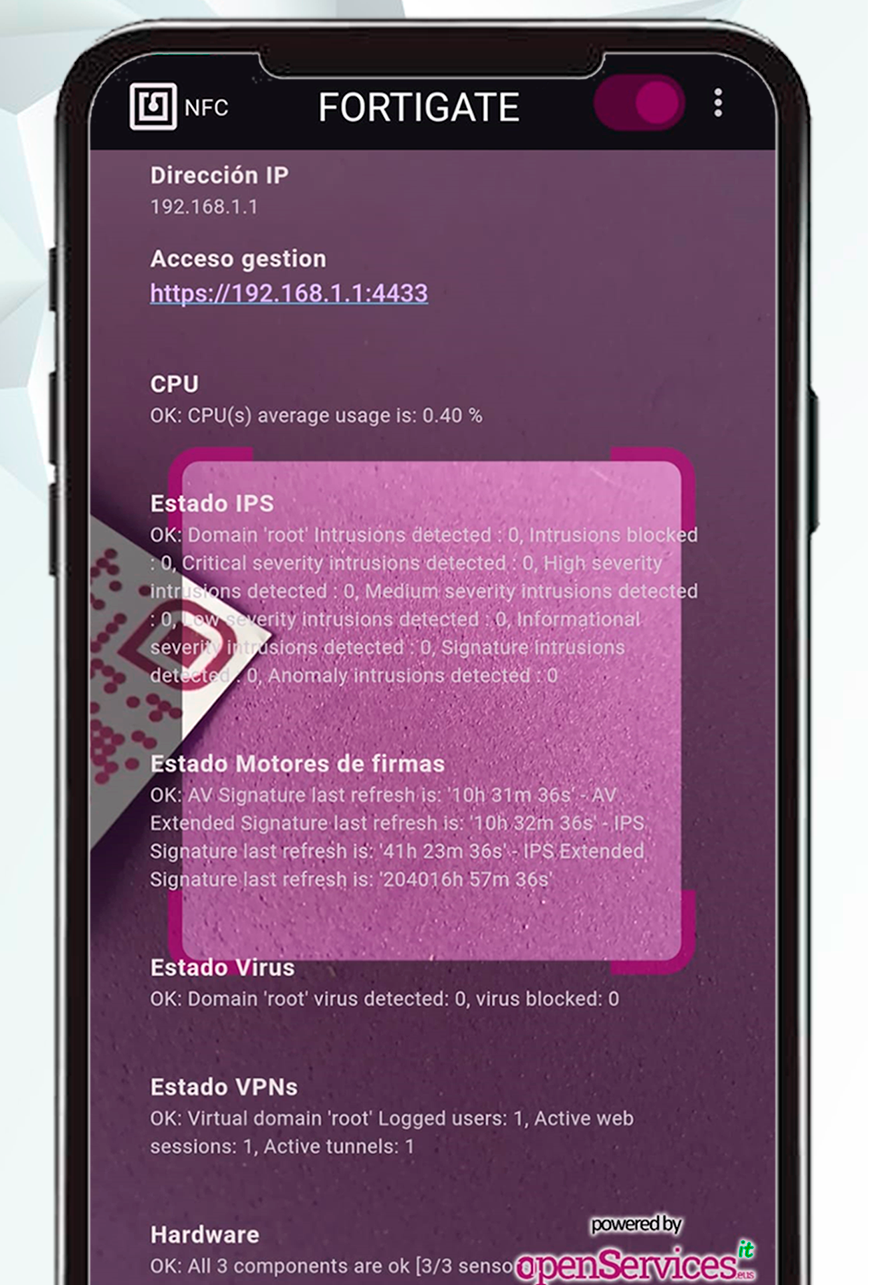 NFC
FORTIGATE
Dirección IP
192.168.1.1
Acceso gestion
https://192.168.1.1:4433
CPU
OK: CPU(s) average usage is: 0.40 %
Estado IPS
OK: Domain 'root' Intrusions detected : 0, Intrusions blocked
: 0, Critical severity intrusions detected : 0, High severity
intrusions detected : 0, Medium severity intrusions detected
: 0, Low severity intrusions detected : 0, Informational
severity intrusions detected : 0, Signature intrusions
detected : 0, Anomaly intrusions detected : 0
Estado Motores de firmas
OK: AV Signature last refresh is: '10h 31m 36s' - AV
Extended Signature last refresh is: '10h 32m 36s' - IPS
Signature last refresh is: '41h 23m 36s' - IPS Extended
Signature last refresh is: '204016h 57m 36s'
Estado Virus
OK: Domain 'root' virus detected: 0, virus blocked: 0
Estado VPNs
OK: Virtual domain 'root' Logged users: 1, Active web
sessions: 1, Active tunnels: 1
Hardware
OK: All 3 components are ok [3/3
powered by
openServices it .eus